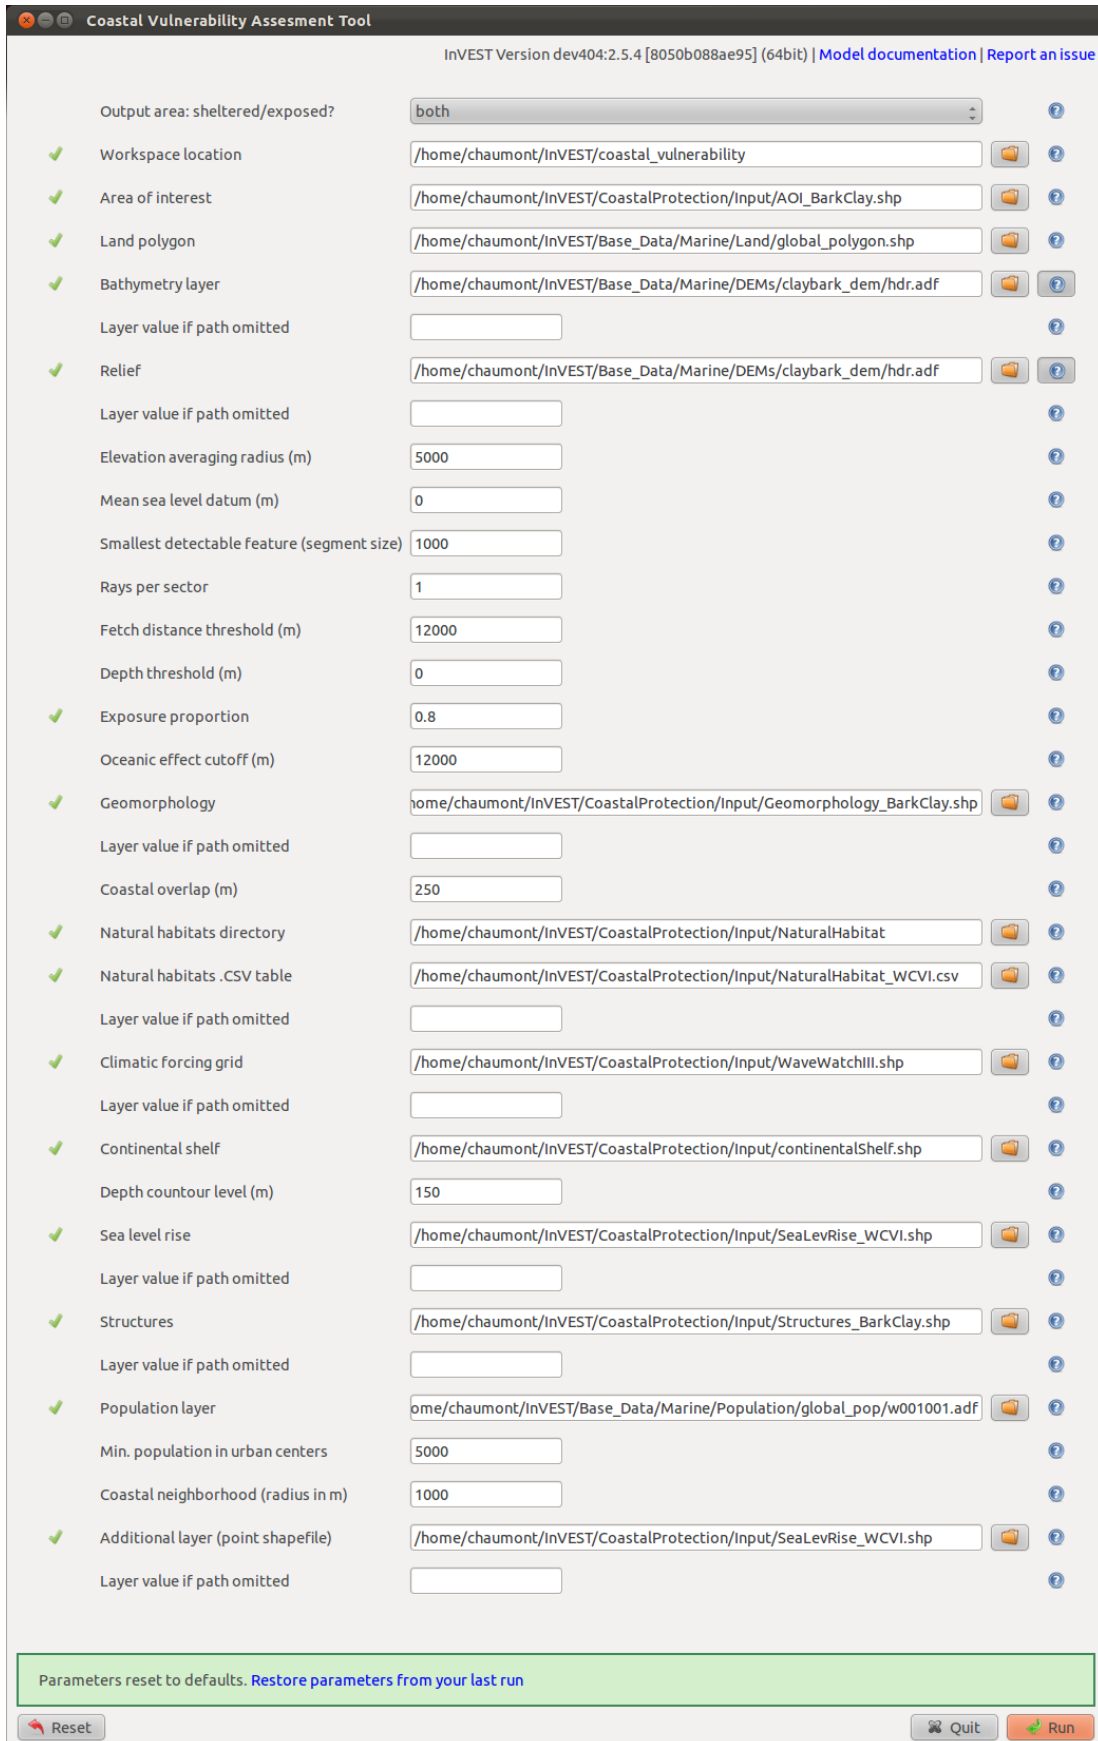 Coastal Vulnerability Assesment Tool
InVEST Version dev404:2.5.4 [8050b088ae95] (64bit) | Model documentation | Report an issue
Output area: sheltered/exposed? both
Workspace location /home/chaumont/InVEST/coastal_vulnerability
Area of interest /home/chaumont/InVEST/CoastalProtection/Input/AOI_BarkClay.shp
Land polygon /home/chaumont/InVEST/Base_Data/Marine/Land/global_polygon.shp
Bathymetry layer /home/chaumont/InVEST/Base_Data/Marine/DEMs/claybark_dem/hdr.adf
Layer value if path omitted
Relief /home/chaumont/InVEST/Base_Data/Marine/DEMs/claybark_dem/hdr.adf
Layer value if path omitted
Elevation averaging radius (m) 5000
Mean sea level datum (m) 0
Smallest detectable feature (segment size) 1000
Rays per sector 1
Fetch distance threshold (m) 12000
Depth threshold (m) 0
Exposure proportion 0.8
Oceanic effect cutoff (m) 12000
Geomorphology home/chaumont/InVEST/CoastalProtection/Input/Geomorphology_BarkClay.shp
Layer value if path omitted
Coastal overlap (m) 250
Natural habitats directory /home/chaumont/InVEST/CoastalProtection/Input/NaturalHabitat
Natural habitats .CSV table /home/chaumont/InVEST/CoastalProtection/Input/NaturalHabitat_WCVI.csv
Layer value if path omitted
Climatic forcing grid /home/chaumont/InVEST/CoastalProtection/Input/WaveWatchIII.shp
Layer value if path omitted
Continental shelf /home/chaumont/InVEST/CoastalProtection/Input/continentalShelf.shp
Depth countour level (m) 150
Sea level rise /home/chaumont/InVEST/CoastalProtection/Input/SeaLevRise_WCVI.shp
Layer value if path omitted
Structures /home/chaumont/InVEST/CoastalProtection/Input/Structures_BarkClay.shp
Layer value if path omitted
Population layer ome/chaumont/InVEST/Base_Data/Marine/Population/global_pop/w001001.adf
Min. population in urban centers 5000
Coastal neighborhood (radius in m) 1000
Additional layer (point shapefile) /home/chaumont/InVEST/CoastalProtection/Input/SeaLevRise_WCVI.shp
Layer value if path omitted
Parameters reset to defaults. Restore parameters from your last run
Reset Quit Run